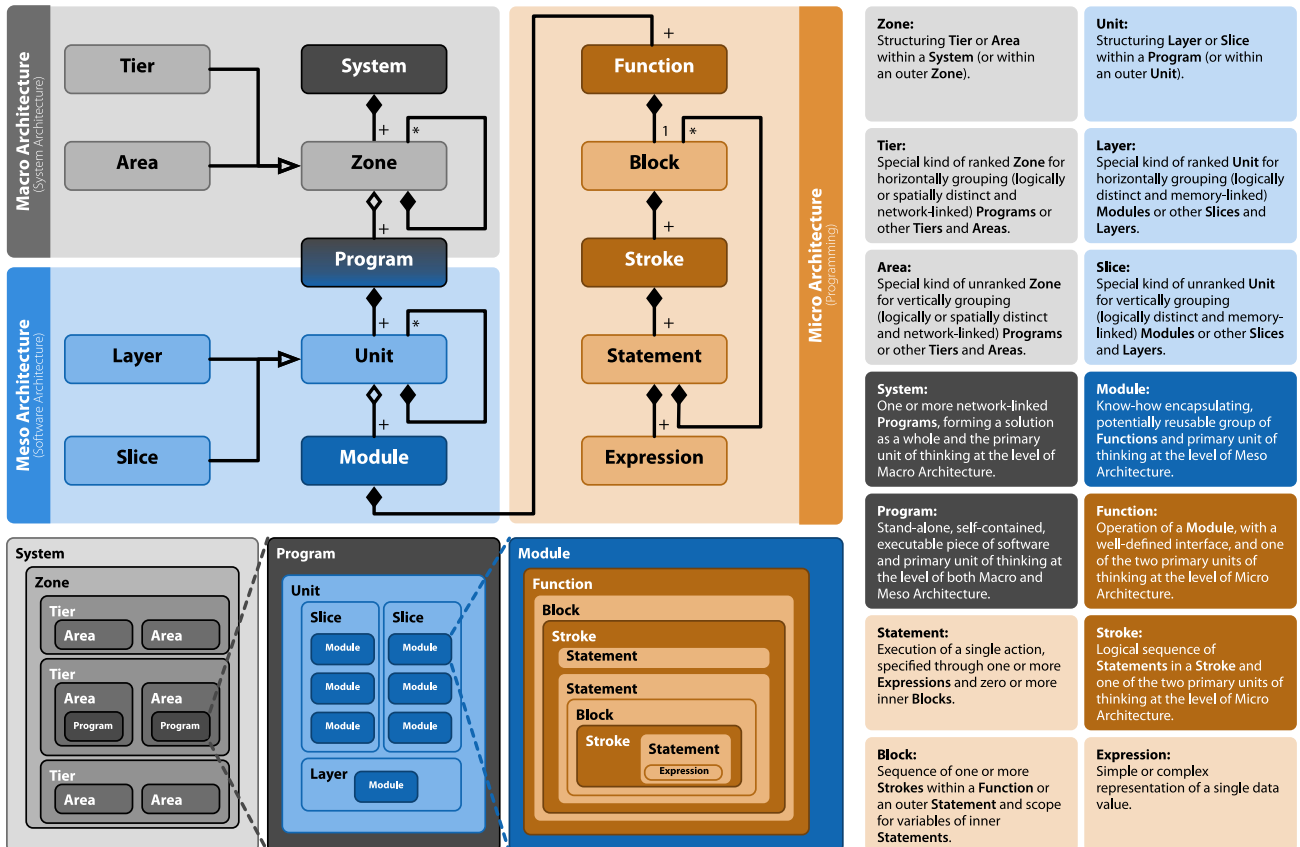 Macro Architecture
(System Architecture)
Tier
System
Area
Zone
+
*
+
Program
Meso Architecture
(Software Architecture)
+
*
Layer
Unit
Slice
+
Module
Micro Architecture
(Programming)
+
Function
1
*
Block
+
Stroke
+
Statement
+
Expression
System
Zone
Tier
Area
Area
Tier
Area
Area
Program
Program
Tier
Area
Area
Program
Unit
Slice
Slice
Module
Module
Module
Module
Module
Module
Layer
Module
Module
Function
Block
Stroke
Statement
Statement
Block
Stroke
Statement
Expression
Zone:
Structuring Tier or Area
within a System (or within
an outer Zone).
Unit:
Structuring Layer or Slice
within a Program (or within
an outer Unit).
Tier:
Special kind of ranked Zone for
horizontally grouping (logically
or spatially distinct and
network-linked) Programs or
other Tiers and Areas.
Layer:
Special kind of ranked Unit for
horizontally grouping (logically
distinct and memory-linked)
Modules or other Slices and
Layers.
Area:
Special kind of unranked Zone
for vertically grouping
(logically or spatially distinct
and network-linked) Programs
or other Tiers and Areas.
Slice:
Special kind of unranked Unit
for vertically grouping
(logically distinct and memory-
linked) Modules or other Slices
and Layers.
System:
One or more network-linked
Programs, forming a solution
as a whole and the primary
unit of thinking at the level of
Macro Architecture.
Module:
Know-how encapsulating,
potentially reusable group of
Functions and primary unit of
thinking at the level of Meso
Architecture.
Program:
Stand-alone, self-contained,
executable piece of software
and primary unit of thinking at
the level of both Macro and
Meso Architecture.
Function:
Operation of a Module, with a
well-defined interface, and one
of the two primary units of
thinking at the level of Micro
Architecture.
Statement:
Execution of a single action,
specified through one or more
Expressions and zero or more
inner Blocks.
Stroke:
Logical sequence of
Statements in a Stroke and
one of the two primary units of
thinking at the level of Micro
Architecture.
Block:
Sequence of one or more
Strokes within a Function or
an outer Statement and scope
for variables of inner
Statements.
Expression:
Simple or complex
representation of a single data
value.